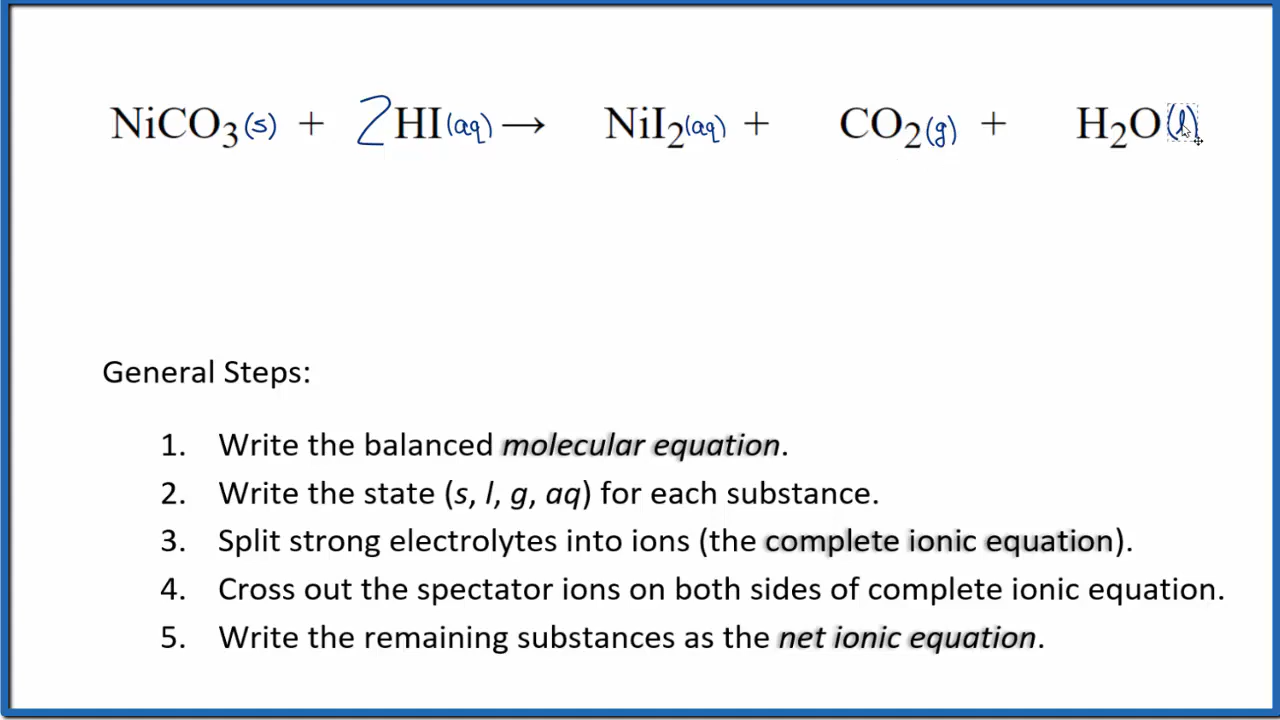 NiCO₃(s) + 2HI(aq) → NiI₂(aq) + CO₂(g) + H₂O(l)
General Steps:
1. Write the balanced molecular equation.
2. Write the state (s, l, g, aq) for each substance.
3. Split strong electrolytes into ions (the complete ionic equation).
4. Cross out the spectator ions on both sides of complete ionic equation.
5. Write the remaining substances as the net ionic equation.